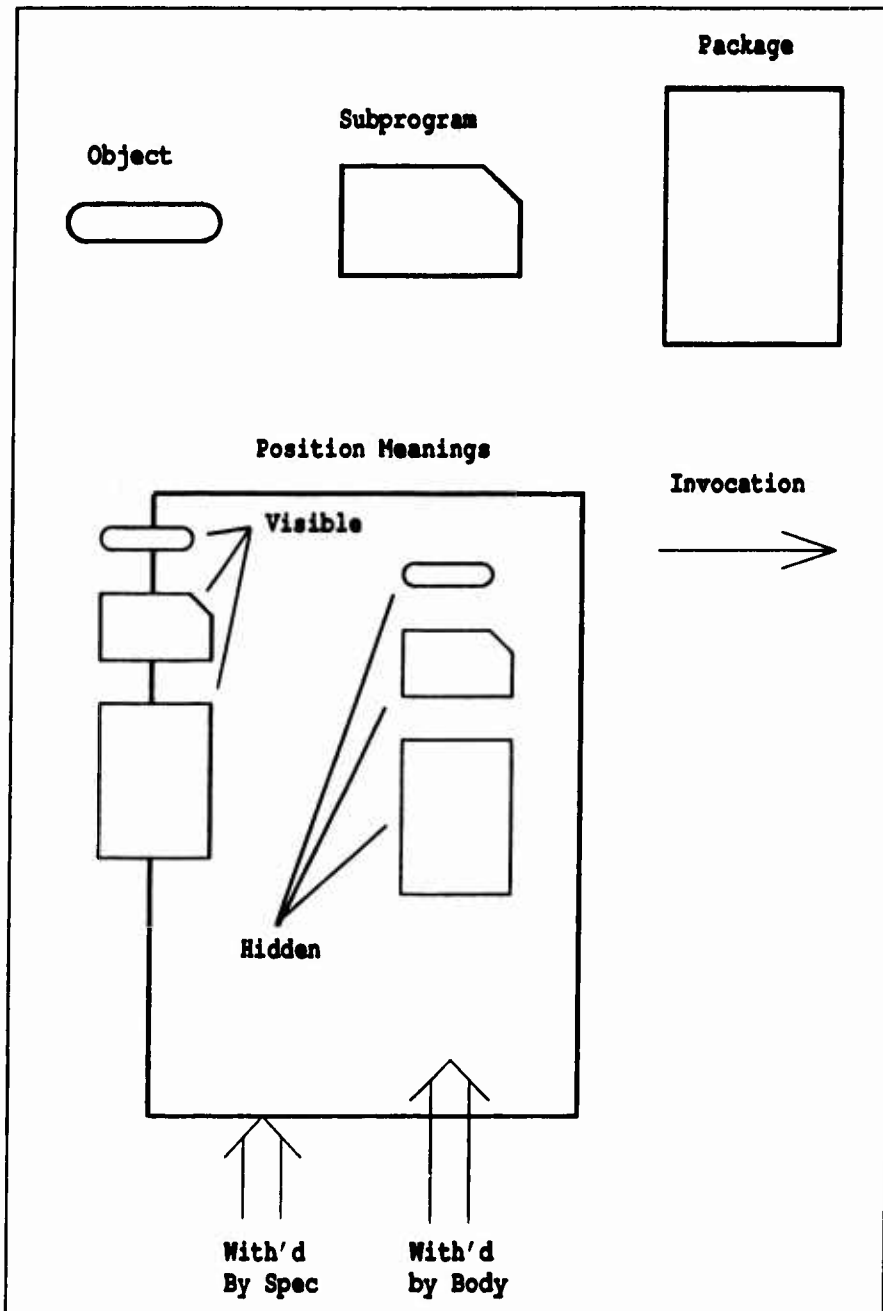 Package
Subprogram
Object
Position Meanings
Invocation
Visible
Hidden
With'd
By Spec
With'd
by Body